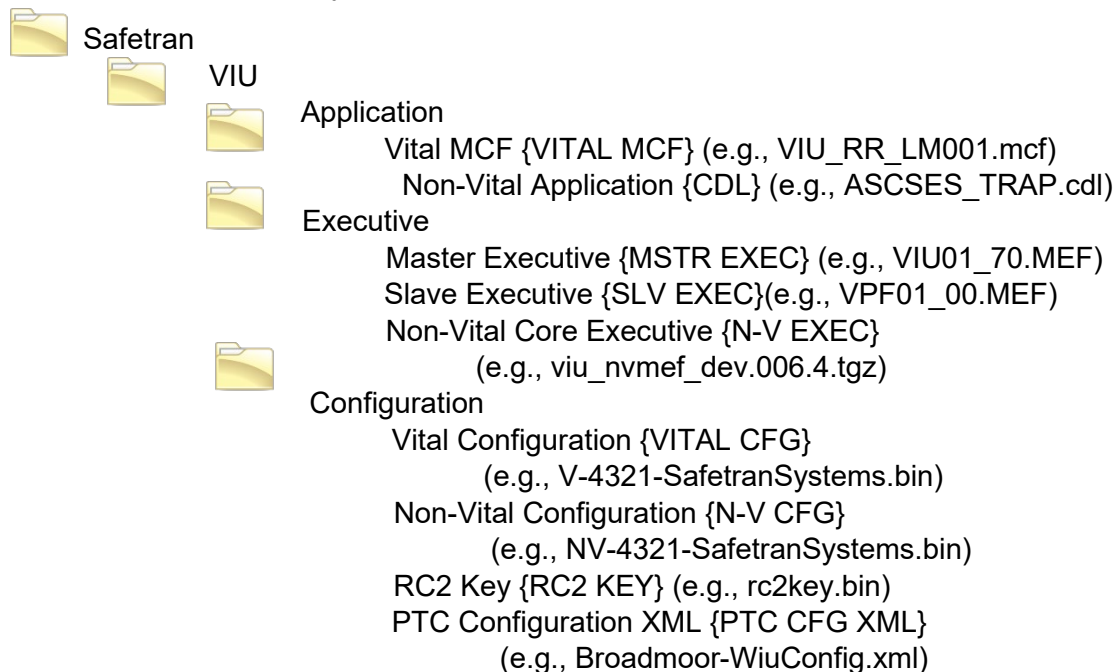 Safetran
VIU
Application
Vital MCF {VITAL MCF} (e.g., VIU_RR_LM001.mcf)
Non-Vital Application {CDL} (e.g., ASCSES_TRAP.cdl)
Executive
Master Executive {MSTR EXEC} (e.g., VIU01_70.MEF)
Slave Executive {SLV EXEC}(e.g., VPF01_00.MEF)
Non-Vital Core Executive {N-V EXEC}
(e.g., viu_nvmef_dev.006.4.tgz)
Configuration
Vital Configuration {VITAL CFG}
(e.g., V-4321-SafetranSystems.bin)
Non-Vital Configuration {N-V CFG}
(e.g., NV-4321-SafetranSystems.bin)
RC2 Key {RC2 KEY} (e.g., rc2key.bin)
PTC Configuration XML {PTC CFG XML}
(e.g., Broadmoor-WiuConfig.xml)